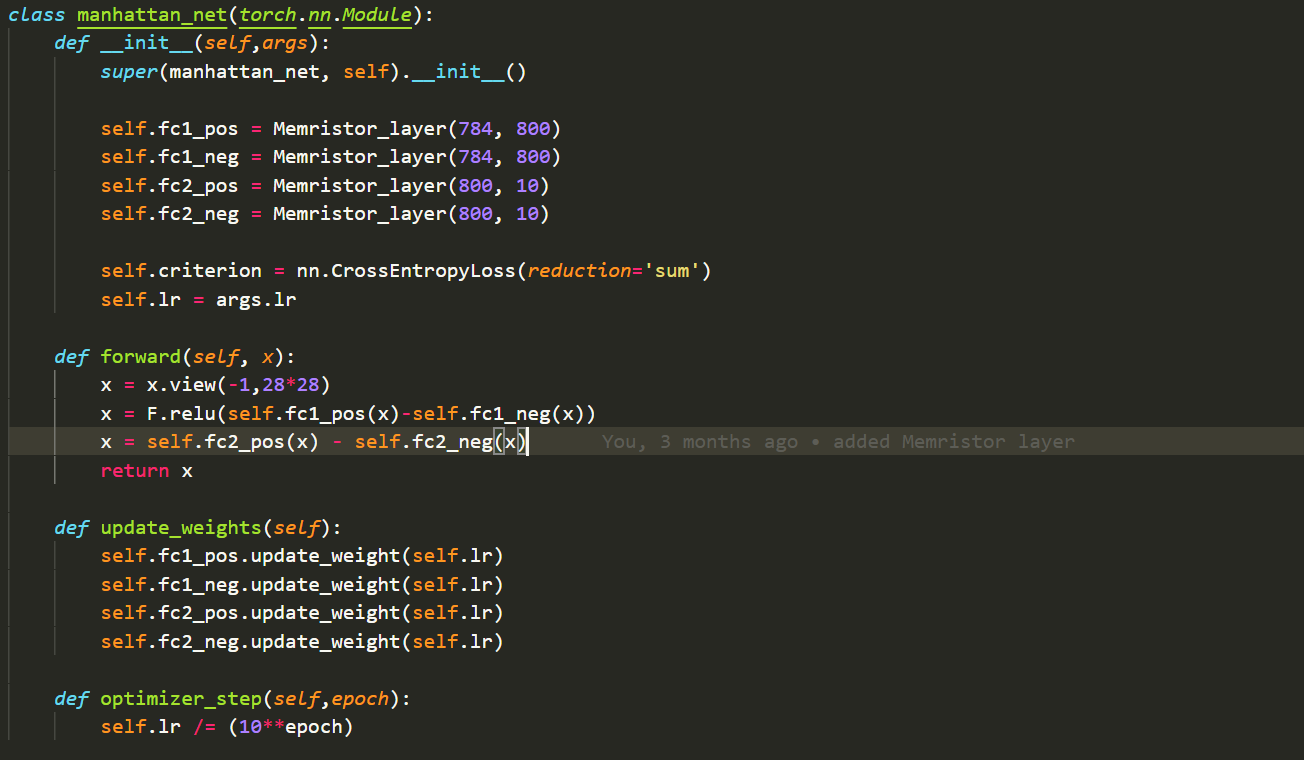 class manhattan_net(torch.nn.Module):
    def __init__(self,args):
        super(manhattan_net, self).__init__()

        self.fc1_pos = Memristor_layer(784, 800)
        self.fc1_neg = Memristor_layer(784, 800)
        self.fc2_pos = Memristor_layer(800, 10)
        self.fc2_neg = Memristor_layer(800, 10)

        self.criterion = nn.CrossEntropyLoss(reduction='sum')
        self.lr = args.lr

    def forward(self, x):
        x = x.view(-1,28*28)
        x = F.relu(self.fc1_pos(x)-self.fc1_neg(x))
        x = self.fc2_pos(x) - self.fc2_neg(x)      You, 3 months ago • added Memristor layer
        return x

    def update_weights(self):
        self.fc1_pos.update_weight(self.lr)
        self.fc1_neg.update_weight(self.lr)
        self.fc2_pos.update_weight(self.lr)
        self.fc2_neg.update_weight(self.lr)

    def optimizer_step(self,epoch):
        self.lr /= (10**epoch)